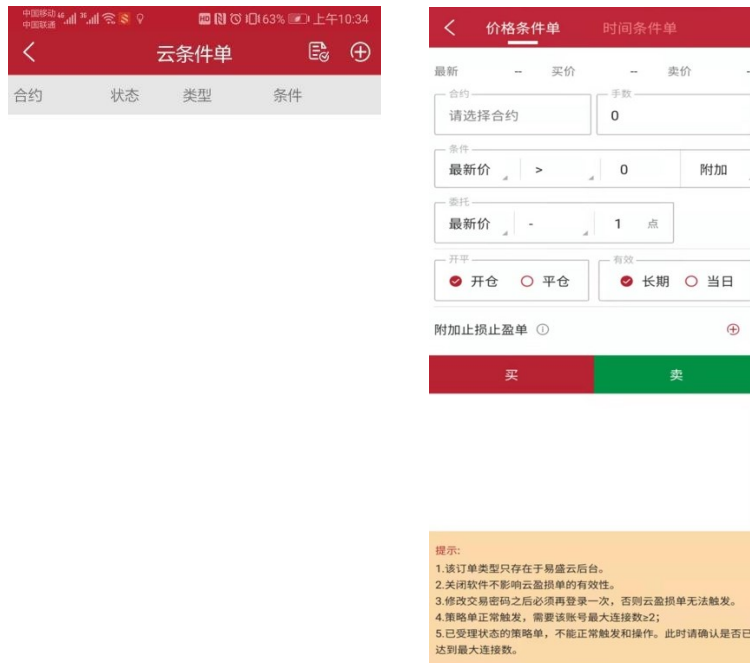 中国移动 46 3G HD 63% 上午10:34
中国联通
云条件单
合约 状态 类型 条件
价格条件单 时间条件单
最新 -- 买价 -- 卖价 -
合约 手数
请选择合约 0
条件
最新价 > 0 附加
委托
最新价 - 1 点
开平 有效
开仓 平仓 长期 当日
附加止损止盈单
买 卖
提示:
1.该订单类型只存在于易盛云后台。
2.关闭软件不影响云盈损单的有效性。
3.修改交易密码之后必须再登录一次，否则云盈损单无法触发。
4.策略单正常触发，需要该账号最大连接数≥2;
5.已受理状态的策略单，不能正常触发和操作。此时请确认是否已
达到最大连接数。